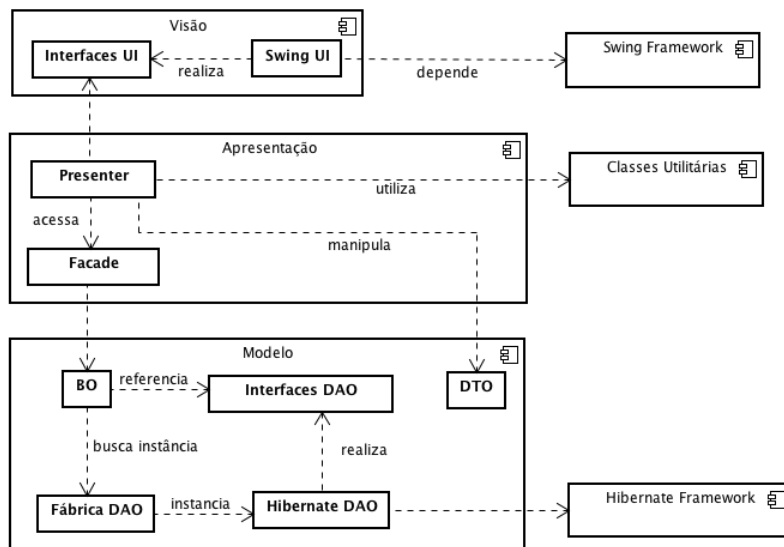 Visão
Interfaces UI
realiza
Swing UI
depende
Swing Framework
Apresentação
Presenter
utiliza
Classes Utilitárias
acessa
manipula
Facade
Modelo
BO
referencia
Interfaces DAO
DTO
busca instância
realiza
Fábrica DAO
instancia
Hibernate DAO
Hibernate Framework